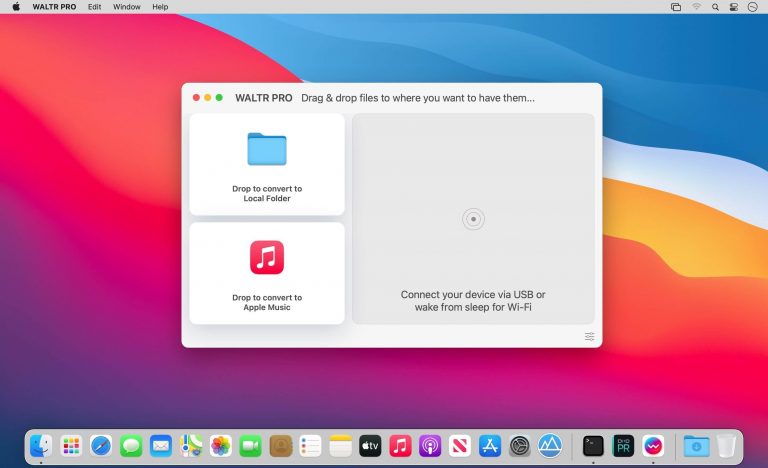 WALTR PRO Edit Window Help
WALTR PRO Drag & drop files to where you want to have them...
Drop to convert to
Local Folder
Drop to convert to
Apple Music
Connect your device via USB or
wake from sleep for Wi-Fi
tv
PR